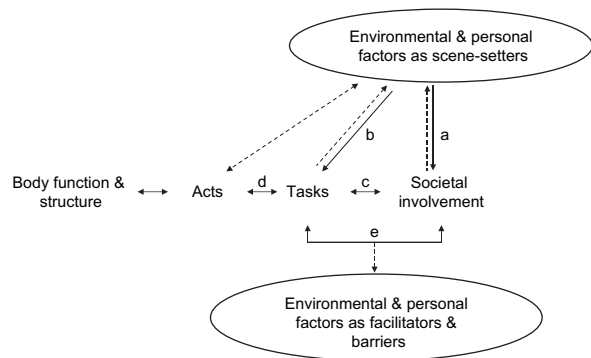 Environmental & personal
factors as scene-setters
b
a
Body function &
structure
Acts
d
Tasks
c
Societal
involvement
e
Environmental & personal
factors as facilitators &
barriers